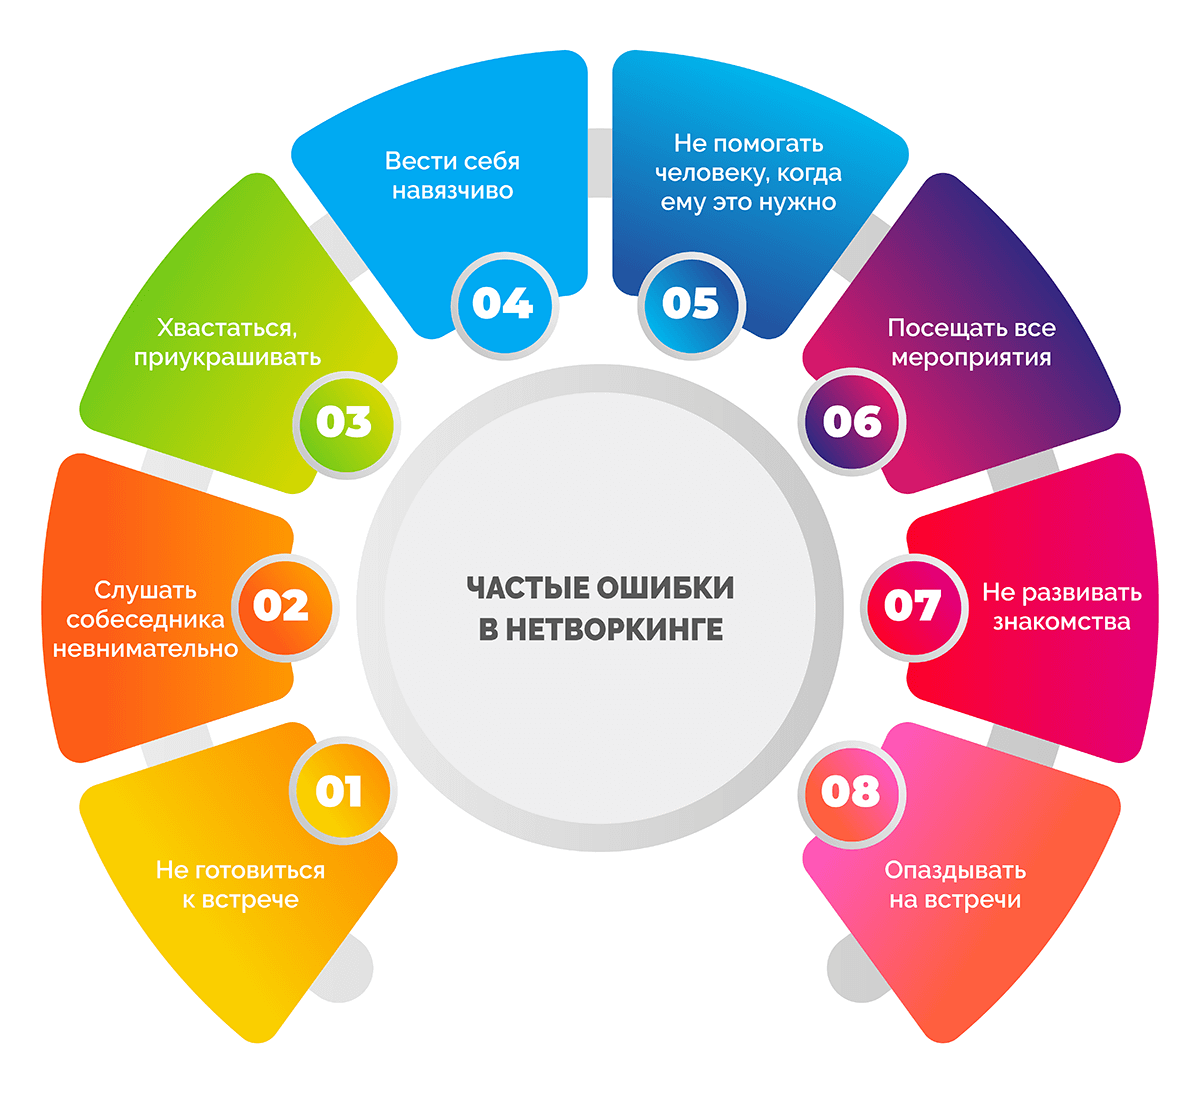 ЧАСТЫЕ ОШИБКИ
В НЕТВОРКИНГЕ
01
Не готовиться
к встрече
02
Слушать
собеседника
невнимательно
03
Хвастаться,
приукрашивать
04
Вести себя
навязчиво
05
Не помогать
человеку, когда
ему это нужно
06
Посещать все
мероприятия
07
Не развивать
знакомства
08
Опаздывать
на встречи